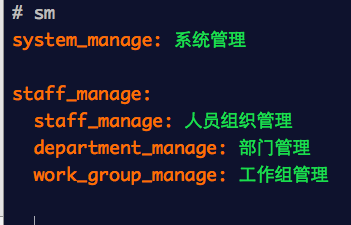 # sm
system_manage: 系统管理
staff_manage:
staff_manage: 人员组织管理
department_manage: 部门管理
work_group_manage: 工作组管理